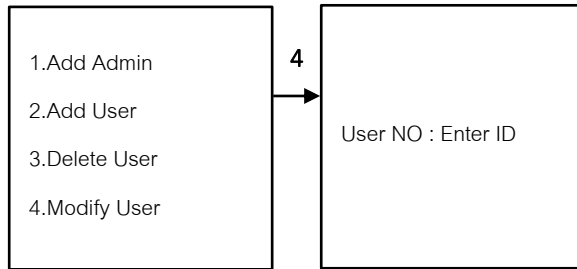 1.Add Admin
2.Add User
3.Delete User
4.Modify User
4
User NO : Enter ID